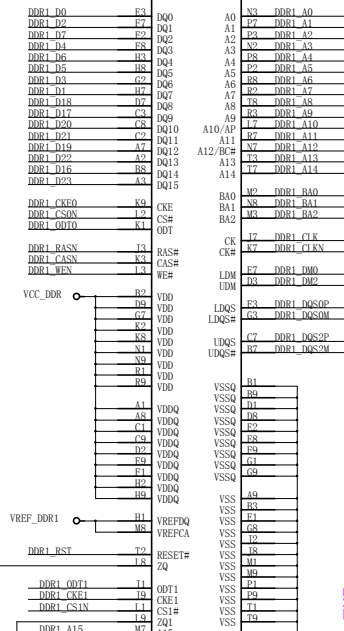 DDR1_D0 E3 DQ0 A0 N3 DDR1_A0
DDR1_D2 F7 DQ1 A1 P7 DDR1_A1
DDR1_D7 F2 DQ2 A2 P3 DDR1_A2
DDR1_D4 F8 DQ3 A3 N2 DDR1_A3
DDR1_D6 H3 DQ4 A4 P8 DDR1_A4
DDR1_D5 H8 DQ5 A5 P2 DDR1_A5
DDR1_D3 G2 DQ6 A6 R8 DDR1_A6
DDR1_D1 H7 DQ7 A7 R2 DDR1_A7
DDR1_D18 D7 DQ8 A8 T8 DDR1_A8
DDR1_D17 C3 DQ9 A9 R3 DDR1_A9
DDR1_D20 C8 DQ10 A10/AP L7 DDR1_A10
DDR1_D21 C2 DQ11 A11 R7 DDR1_A11
DDR1_D19 A7 DQ12 A12/BC# N7 DDR1_A12
DDR1_D22 A2 DQ13 A13 T3 DDR1_A13
DDR1_D16 B8 DQ14 A14 T7 DDR1_A14
DDR1_D23 A3 DQ15
BA0 M2 DDR1_BA0
DDR1_CKE0 K9 CKE BA1 N8 DDR1_BA1
DDR1_CS0N L2 CS# BA2 M3 DDR1_BA2
DDR1_ODT0 K1 ODT
CK J7 DDR1_CLK
DDR1_RASN J3 RAS# CK# K7 DDR1_CLKN
DDR1_CASN K3 CAS#
DDR1_WEN L3 WE# LDM E7 DDR1_DM0
UDM D3 DDR1_DM2
VCC_DDR B2 VDD
D9 VDD LDQS F3 DDR1_DQS0P
G7 VDD LDQS# G3 DDR1_DQS0M
K2 VDD
K8 VDD UDQS C7 DDR1_DQS2P
N1 VDD UDQS# B7 DDR1_DQS2M
N9 VDD
R1 VDD
R9 VDD VSSQ B1
VSSQ B9
A1 VDDQ VSSQ D1
A8 VDDQ VSSQ D8
C1 VDDQ VSSQ E2
C9 VDDQ VSSQ E8
D2 VDDQ VSSQ F9
E9 VDDQ VSSQ G1
F1 VDDQ VSSQ G9
H2 VDDQ
H9 VDDQ VSS A9
VSS B3
VREF_DDR1 H1 VREFDQ VSS E1
M8 VREFCA VSS G8
VSS J2
DDR1_RST T2 RESET# VSS J8
L8 ZQ VSS M1
VSS M9
DDR1_ODT1 J1 ODT1 VSS P1
DDR1_CKE1 J9 CKE1 VSS P9
DDR1_CS1N L1 CS1# VSS T1
L9 ZQ1 VSS T9
DDR1_A15 M7